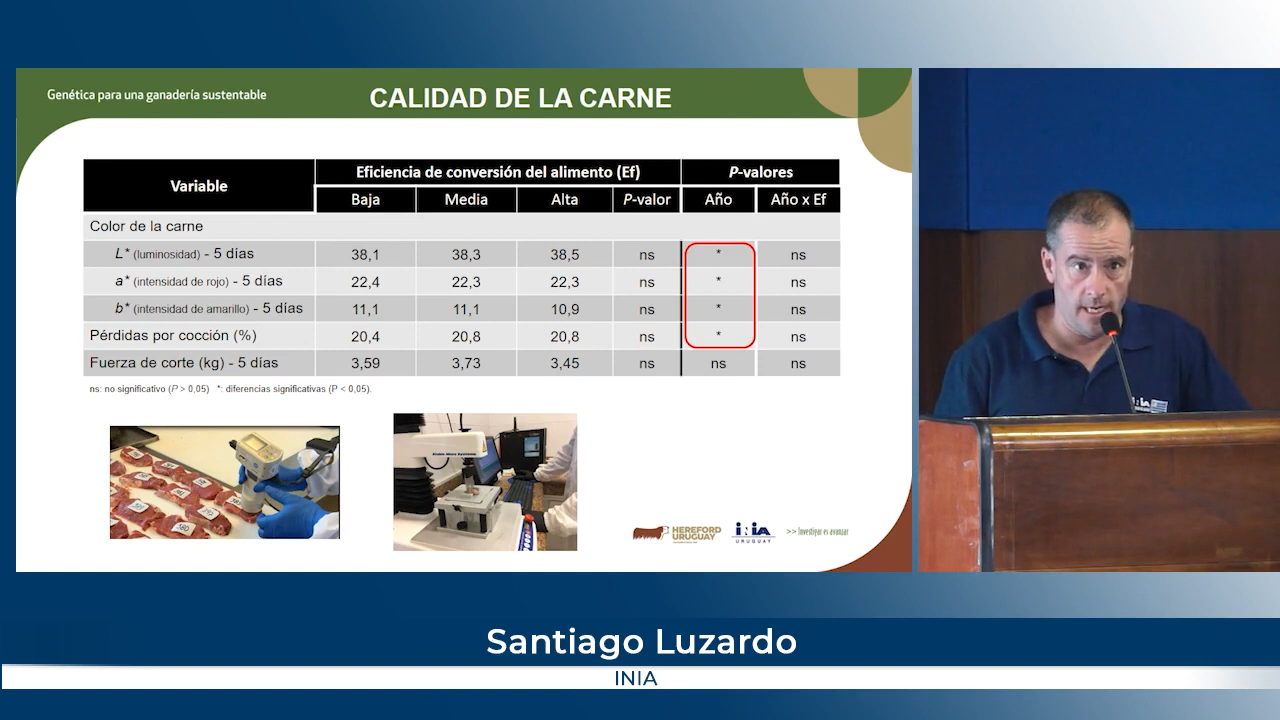 Genética para una ganadería sustentable
CALIDAD DE LA CARNE
Variable Eficiencia de conversión del alimento (Ef) P-valores
Baja Media Alta P-valor Año Año x Ef
Color de la carne
L* (luminosidad) - 5 días 38,1 38,3 38,5 ns * ns
a* (intensidad de rojo) - 5 días 22,4 22,3 22,3 ns * ns
b* (intensidad de amarillo) - 5 días 11,1 11,1 10,9 ns * ns
Pérdidas por cocción (%) 20,4 20,8 20,8 ns * ns
Fuerza de corte (kg) - 5 días 3,59 3,73 3,45 ns ns ns
ns: no significativo (P > 0,05) *: diferencias significativas (P < 0,05).
HEREFORD
URUGUAY
INIA
URUGUAY
>> Investigar es avanzar
Santiago Luzardo
INIA